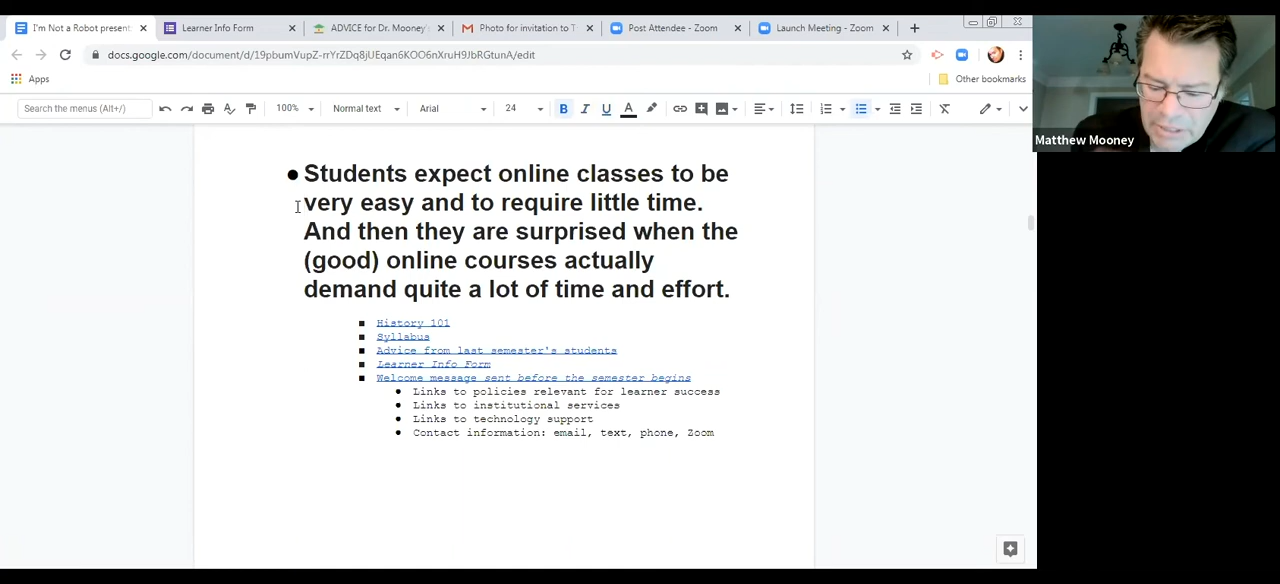 I'm Not a Robot present
Learner Info Form
ADVICE for Dr. Mooney's
Photo for invitation to T
Post Attendee - Zoom
Launch Meeting - Zoom
docs.google.com/document/d/19pbumVupZ-rrYrZDq8jUEqan6KOO6nXruH9JbRGtunA/edit
Apps
Other bookmarks
Search the menus (Alt+/)
100%
Normal text
Arial
24
B I U A
Matthew Mooney
● Students expect online classes to be
very easy and to require little time.
And then they are surprised when the
(good) online courses actually
demand quite a lot of time and effort.
■ History 101
■ Syllabus
■ Advice from last semester's students
■ Learner Info Form
■ Welcome message sent before the semester begins
● Links to policies relevant for learner success
● Links to institutional services
● Links to technology support
● Contact information: email, text, phone, Zoom